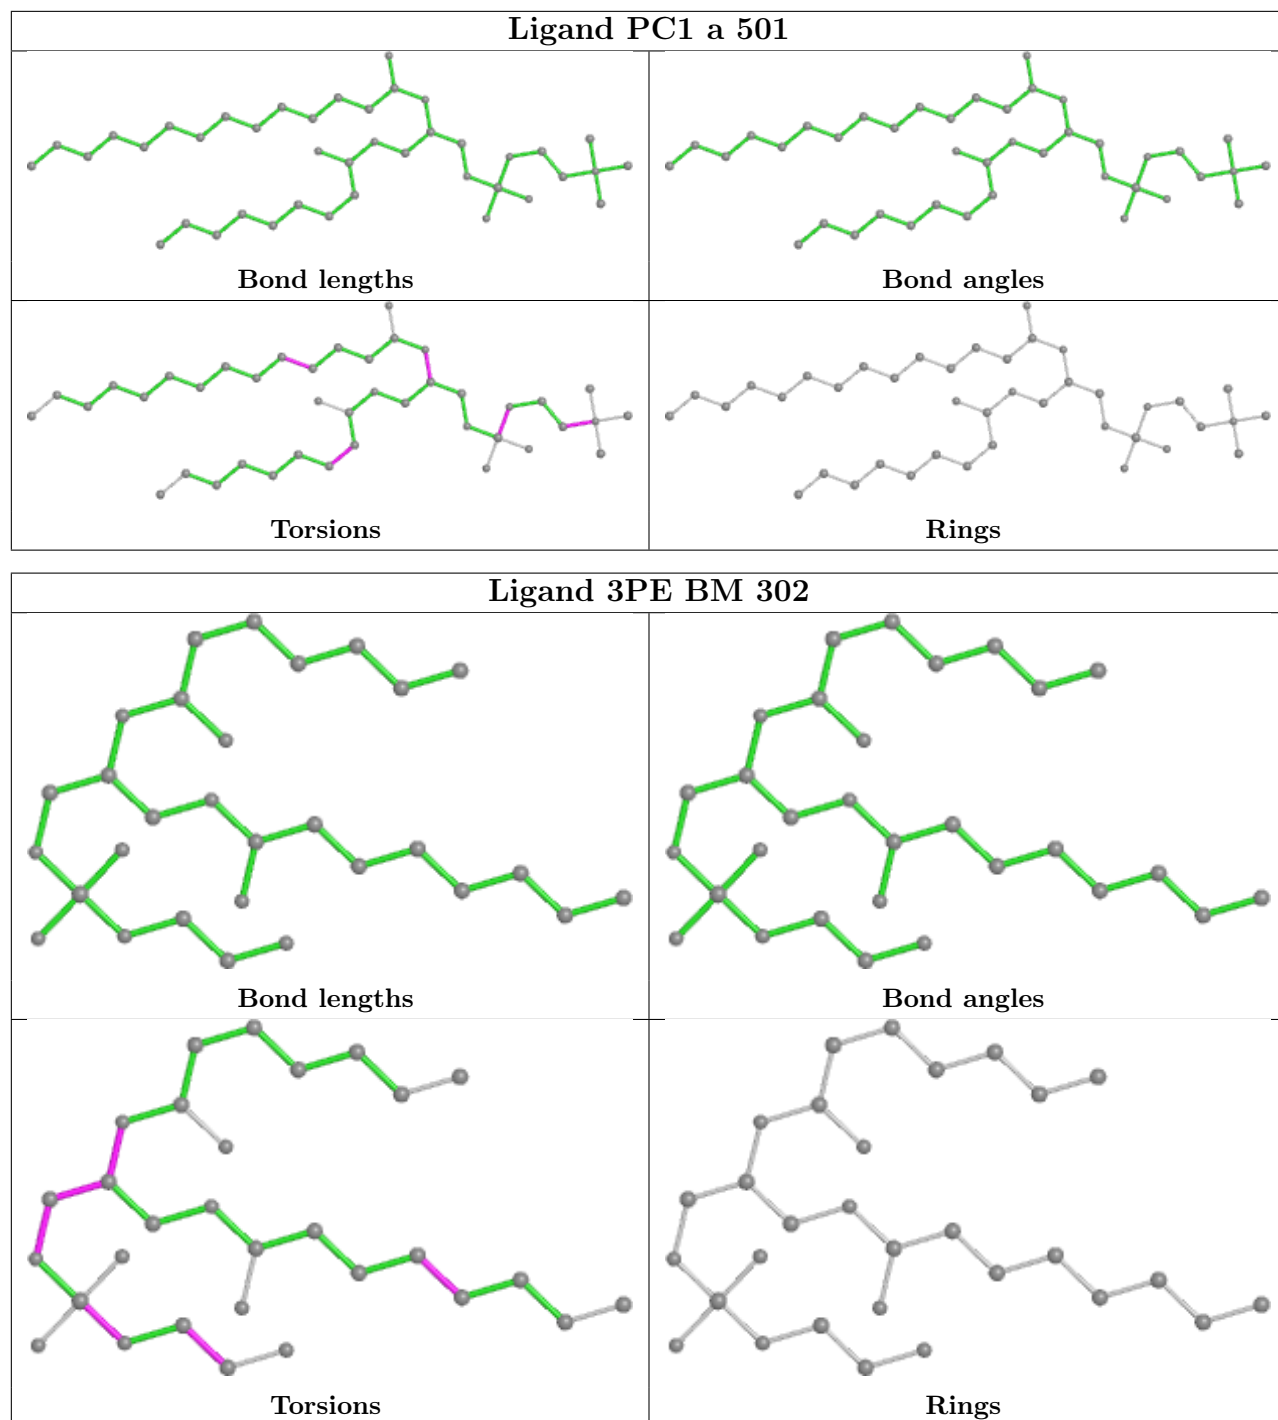 Ligand PC1 a 501
Bond lengths
Bond angles
Torsions
Rings
Ligand 3PE BM 302
Bond lengths
Bond angles
Torsions
Rings